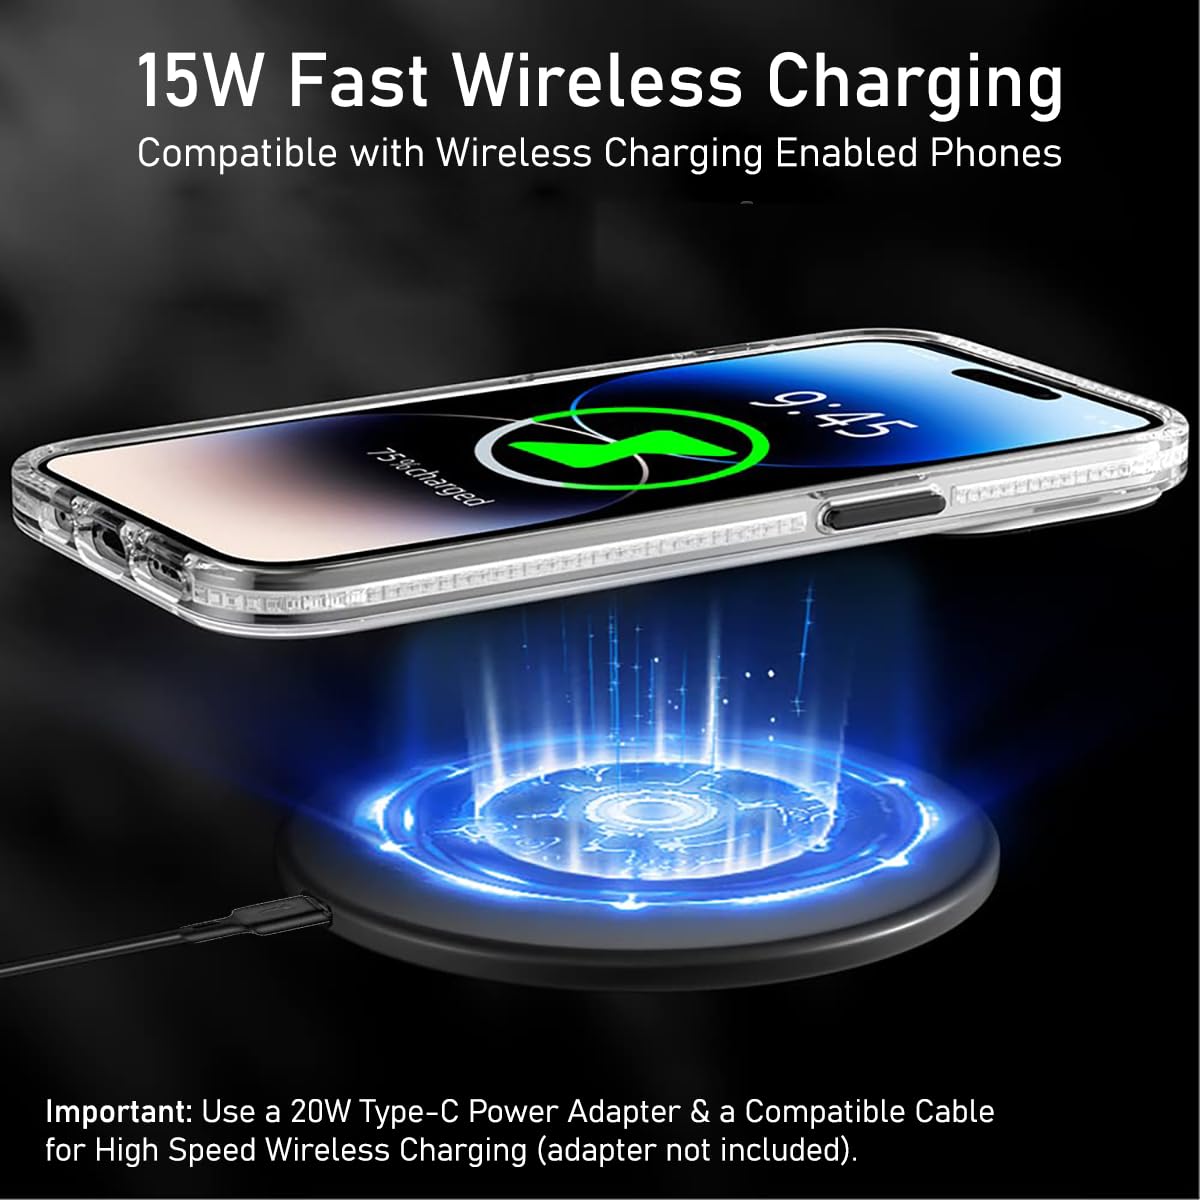 15W Fast Wireless Charging
Compatible with Wireless Charging Enabled Phones
9:45
75%charged
Important: Use a 20W Type-C Power Adapter & a Compatible Cable
for High Speed Wireless Charging (adapter not included).